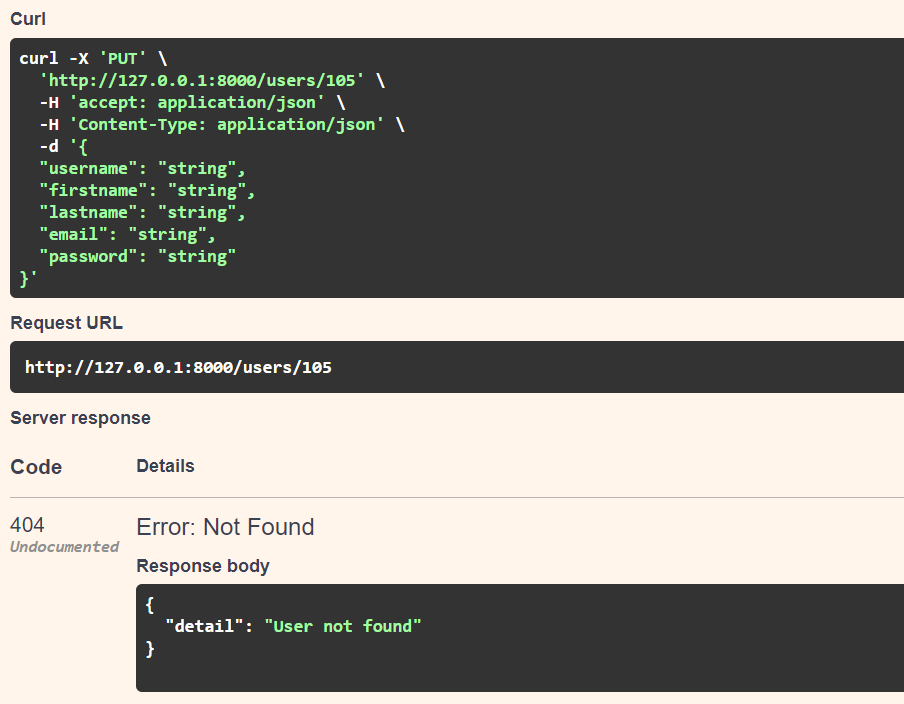 Curl
curl -X 'PUT' \
  'http://127.0.0.1:8000/users/105' \
  -H 'accept: application/json' \
  -H 'Content-Type: application/json' \
  -d '{
  "username": "string",
  "firstname": "string",
  "lastname": "string",
  "email": "string",
  "password": "string"
}'
Request URL
http://127.0.0.1:8000/users/105
Server response
Code Details
404 Error: Not Found
Undocumented
Response body
{
  "detail": "User not found"
}